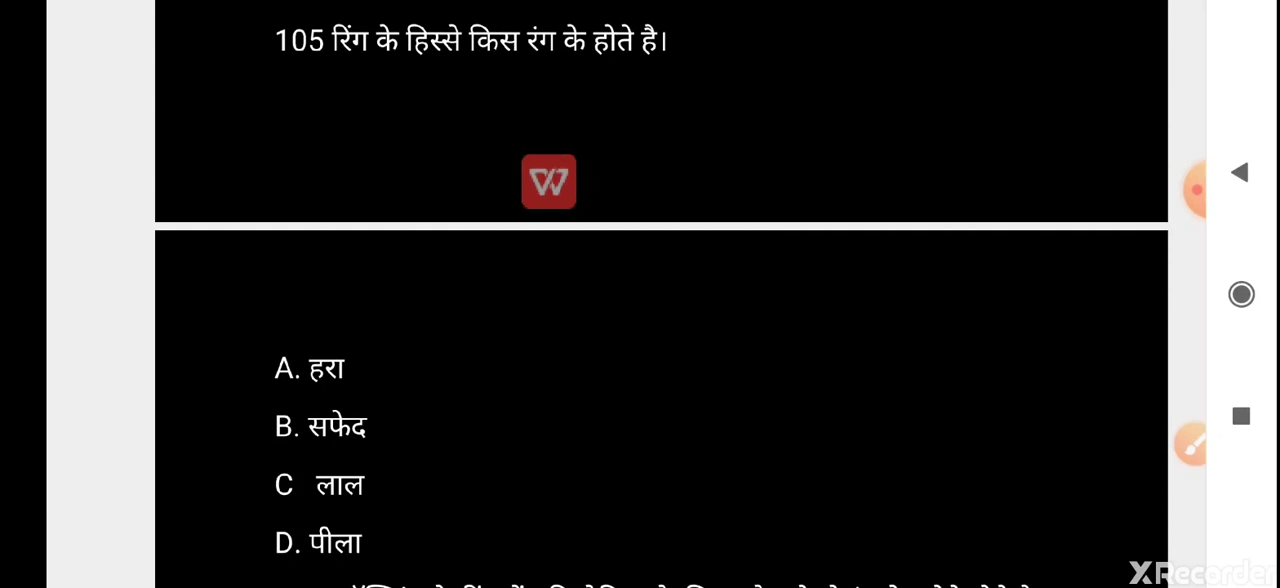 105 रिंग के हिस्से किस रंग के होते है।
A. हरा
B. सफेद
C लाल
D. पीला
XRecorder